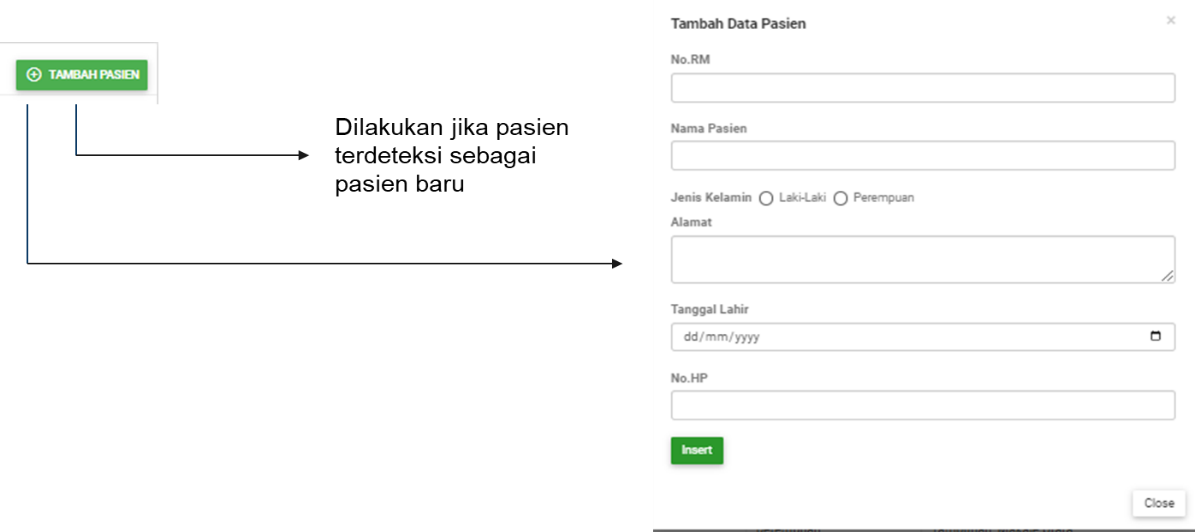 TAMBAH PASIEN
Dilakukan jika pasien
terdeteksi sebagai
pasien baru
Tambah Data Pasien
×
No.RM
Nama Pasien
Jenis Kelamin Laki-Laki Perempuan
Alamat
Tanggal Lahir
dd/mm/yyyy
No.HP
Insert
Close